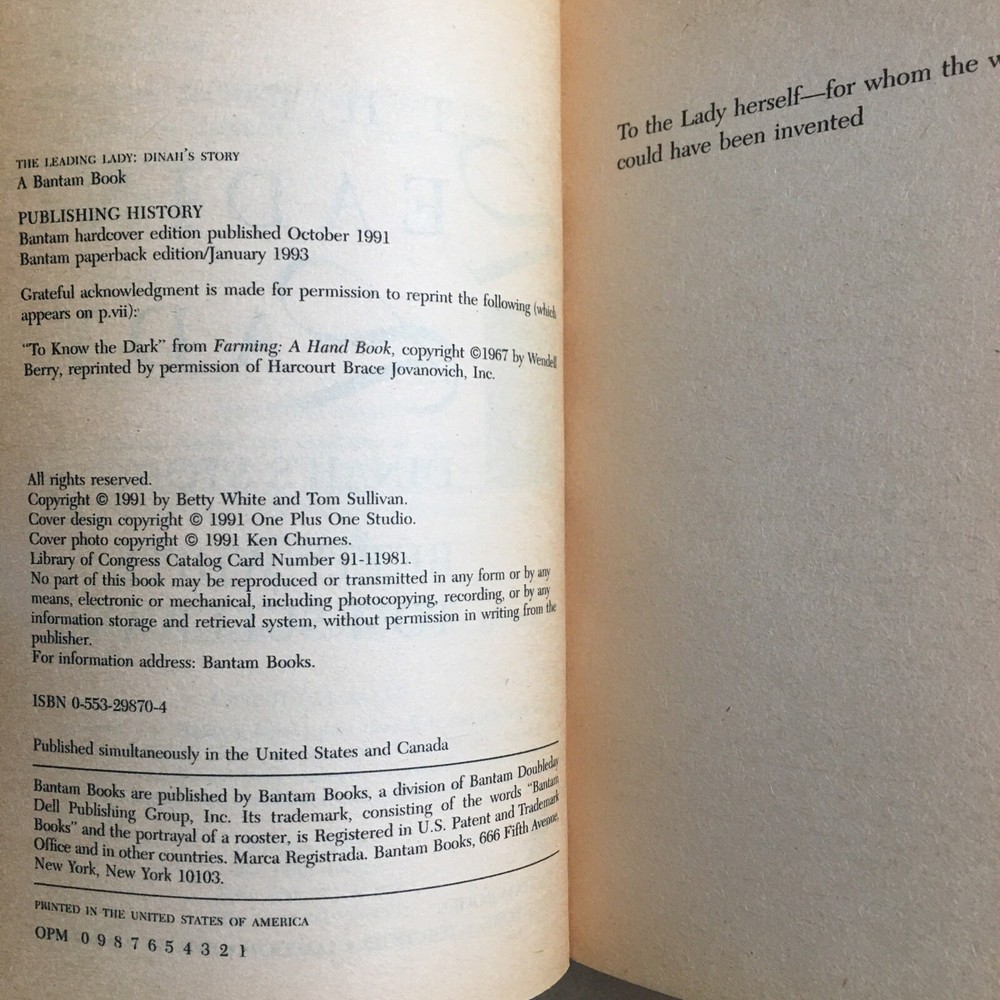 THE LEADING LADY: DINAH'S STORY
A Bantam Book
PUBLISHING HISTORY
Bantam hardcover edition published October 1991
Bantam paperback edition/January 1993
Grateful acknowledgment is made for permission to reprint the following (which
appears on p.vii):
"To Know the Dark" from Farming: A Hand Book, copyright ©1967 by Wendell
Berry, reprinted by permission of Harcourt Brace Jovanovich, Inc.
All rights reserved.
Copyright © 1991 by Betty White and Tom Sullivan.
Cover design copyright © 1991 One Plus One Studio.
Cover photo copyright © 1991 Ken Churnes.
Library of Congress Catalog Card Number 91-11981.
No part of this book may be reproduced or transmitted in any form or by any
means, electronic or mechanical, including photocopying, recording, or by any
information storage and retrieval system, without permission in writing from the
publisher.
For information address: Bantam Books.
ISBN 0-553-29870-4
Published simultaneously in the United States and Canada
Bantam Books are published by Bantam Books, a division of Bantam Doubleday
Dell Publishing Group, Inc. Its trademark, consisting of the words "Bantam
Books" and the portrayal of a rooster, is Registered in U.S. Patent and Trademark
Office and in other countries. Marca Registrada. Bantam Books, 666 Fifth Avenue,
New York, New York 10103.
PRINTED IN THE UNITED STATES OF AMERICA
OPM 0 9 8 7 6 5 4 3 2 1
To the Lady herself—for whom the
could have been invented